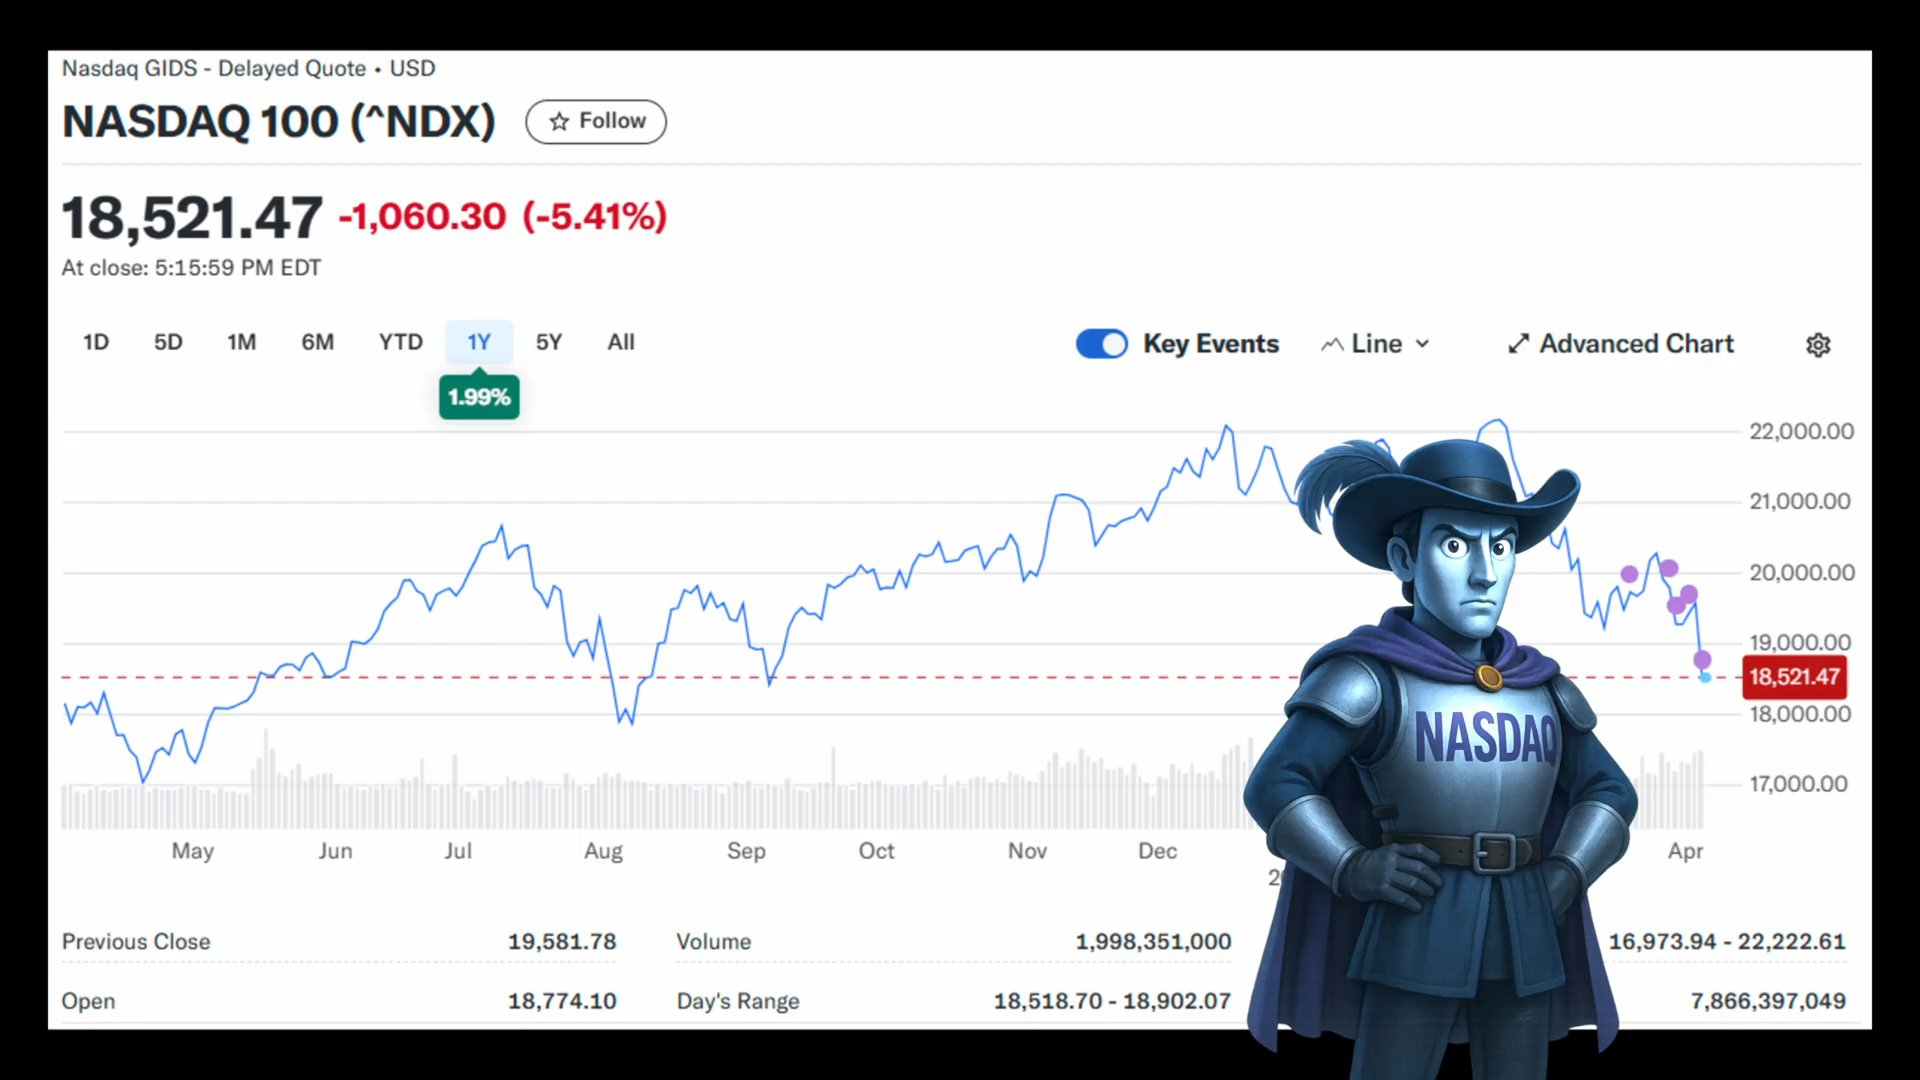 Nasdaq GIDS - Delayed Quote • USD
NASDAQ 100 (^NDX)
Follow
18,521.47 -1,060.30 (-5.41%)
At close: 5:15:59 PM EDT
1D 5D 1M 6M YTD 1Y 5Y All
Key Events Line Advanced Chart
1.99%
22,000.00
21,000.00
20,000.00
19,000.00
18,521.47
18,000.00
17,000.00
NASDAQ
May Jun Jul Aug Sep Oct Nov Dec Apr
Previous Close 19,581.78 Volume 1,998,351,000 16,973.94 - 22,222.61
Open 18,774.10 Day's Range 18,518.70 - 18,902.07 7,866,397,049